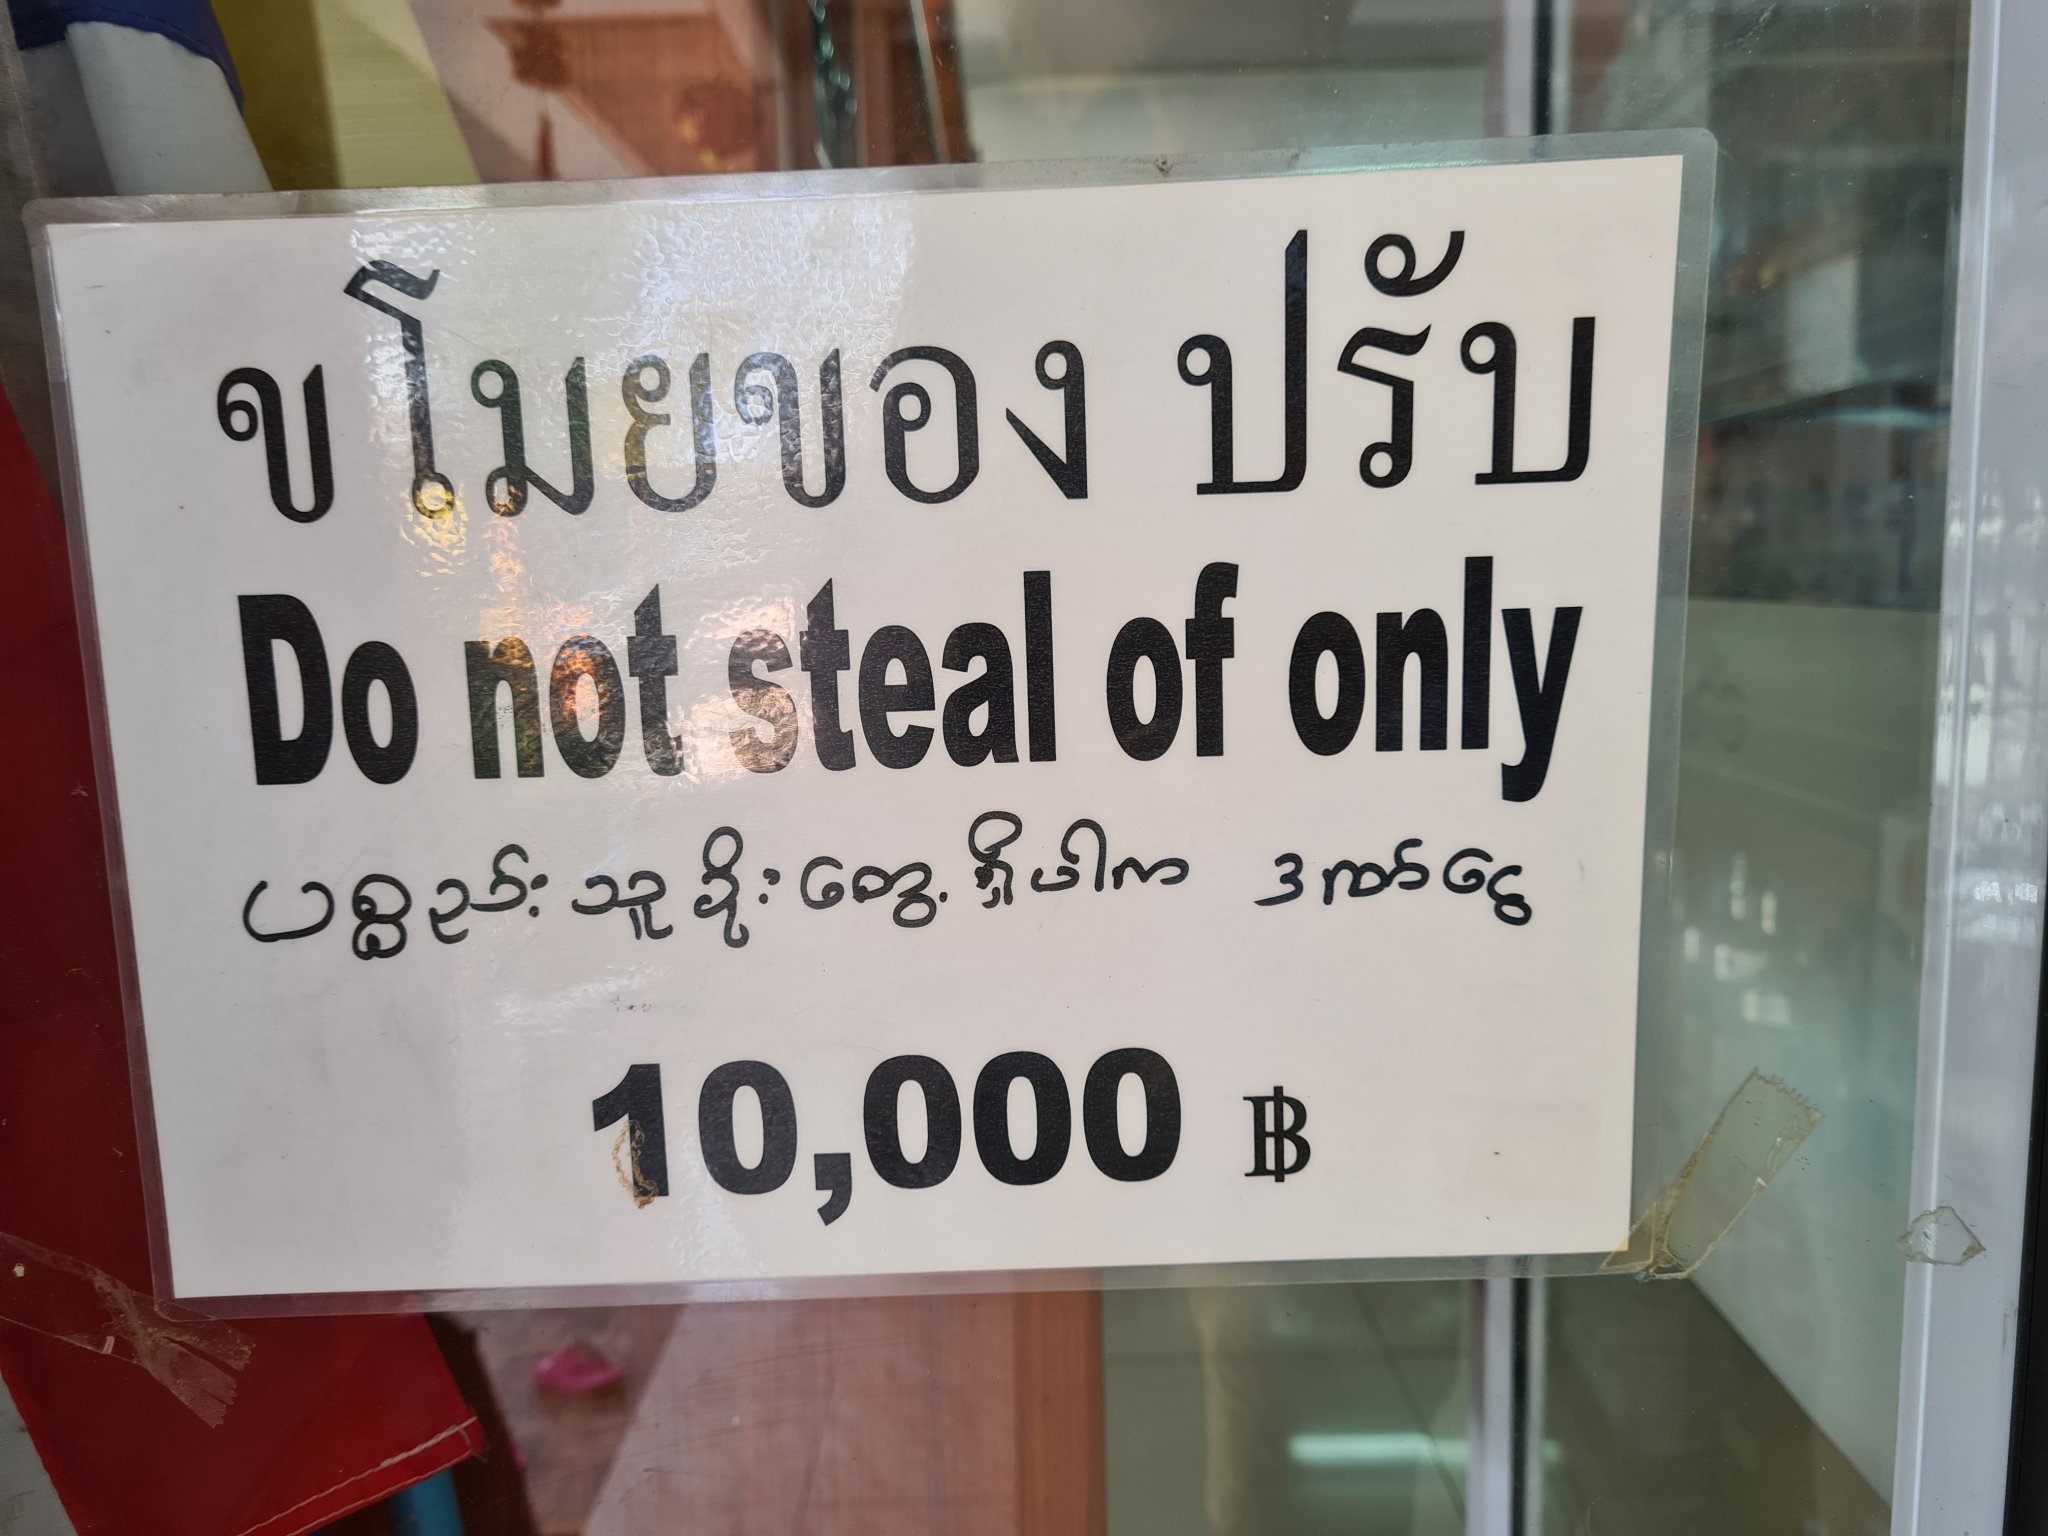 ขโมยของ ปรับ
Do not steal of only
ပစ္စည်းသူခိုးတွေ့ရှိပါက ဒဏ်ငွေ
10,000 ฿